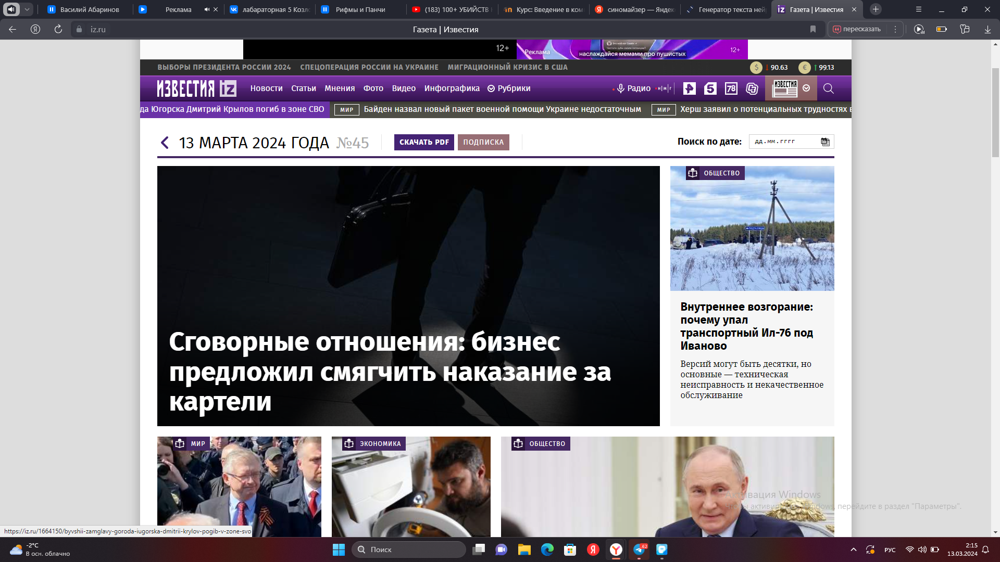 Василий Абаринов
Реклама
лабараторная 5 Козло
Рифмы и Панчи
(183) 100+ УБИЙСТВ
Курс: Введение в ком
синомайзер — Яндекс
Генератор текста ней
Газета | Известия
iz.ru
Газета | Известия
пересказать
12+
Реклама
наслаждайся мемами про пушистых
12+
ВЫБОРЫ ПРЕЗИДЕНТА РОССИИ 2024
СПЕЦОПЕРАЦИЯ РОССИИ НА УКРАИНЕ
МИГРАЦИОННЫЙ КРИЗИС В США
$ 90.63
€ 99.13
ИЗВЕСТИЯ iz
Новости
Статьи
Мнения
Фото
Видео
Инфографика
Рубрики
Радио
5
78
ИЗВЕСТИЯ
да Югорска Дмитрий Крылов погиб в зоне СВО
МИР Байден назвал новый пакет военной помощи Украине недостаточным
МИР Херш заявил о потенциальных трудностях в
13 МАРТА 2024 ГОДА №45
СКАЧАТЬ PDF
ПОДПИСКА
Поиск по дате:
дд.мм.гггг
Сговорные отношения: бизнес
предложил смягчить наказание за
картели
ОБЩЕСТВО
Внутреннее возгорание:
почему упал
транспортный Ил-76 под
Иваново
Версий могут быть десятки, но
основные — техническая
неисправность и некачественное
обслуживание
МИР
ЭКОНОМИКА
ОБЩЕСТВО
Активация Windows
Чтобы активировать Windows, перейдите в раздел "Параметры".
https://iz.ru/1664150/byvshii-zamglavy-goroda-iugorska-dmitrii-krylov-pogib-v-zone-svo
-2°C
В осн. облачно
Поиск
62
РУС
2:15
13.03.2024